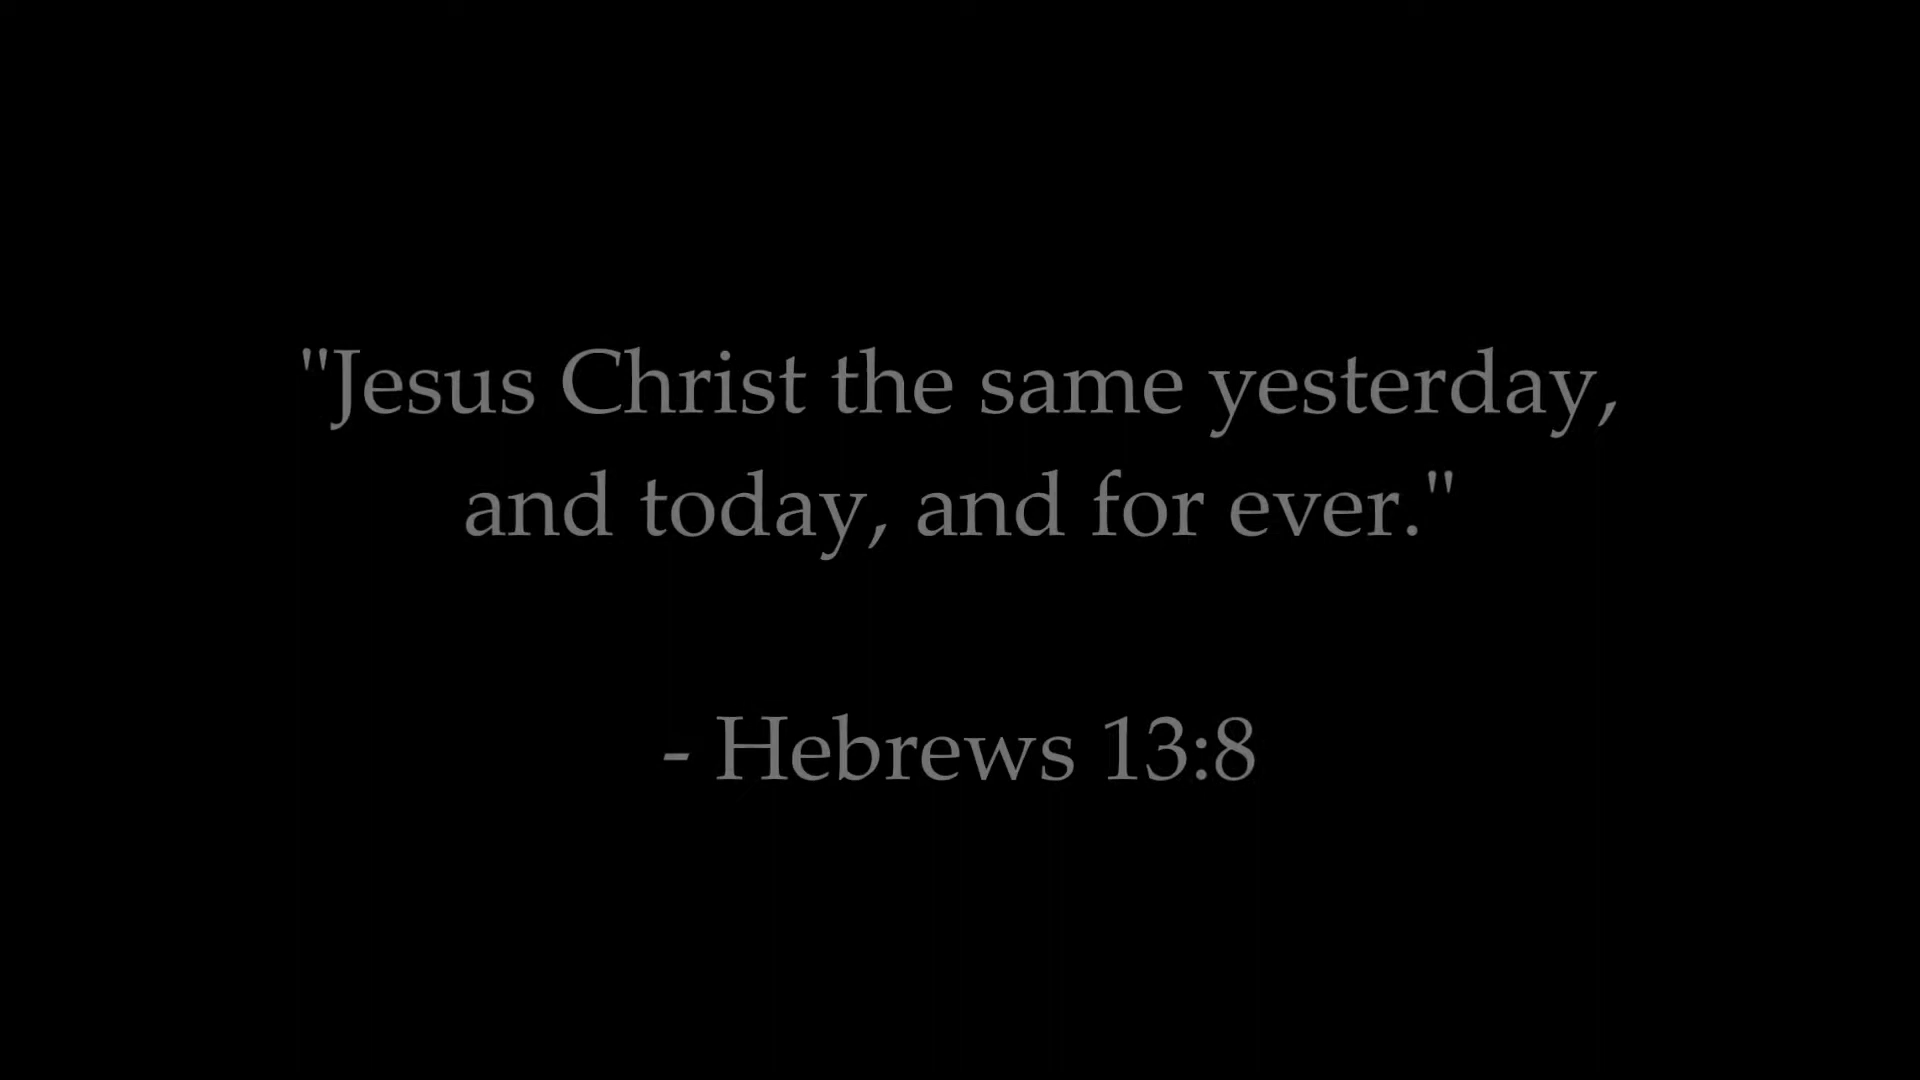 "Jesus Christ the same yesterday,
and today, and for ever."
- Hebrews 13:8